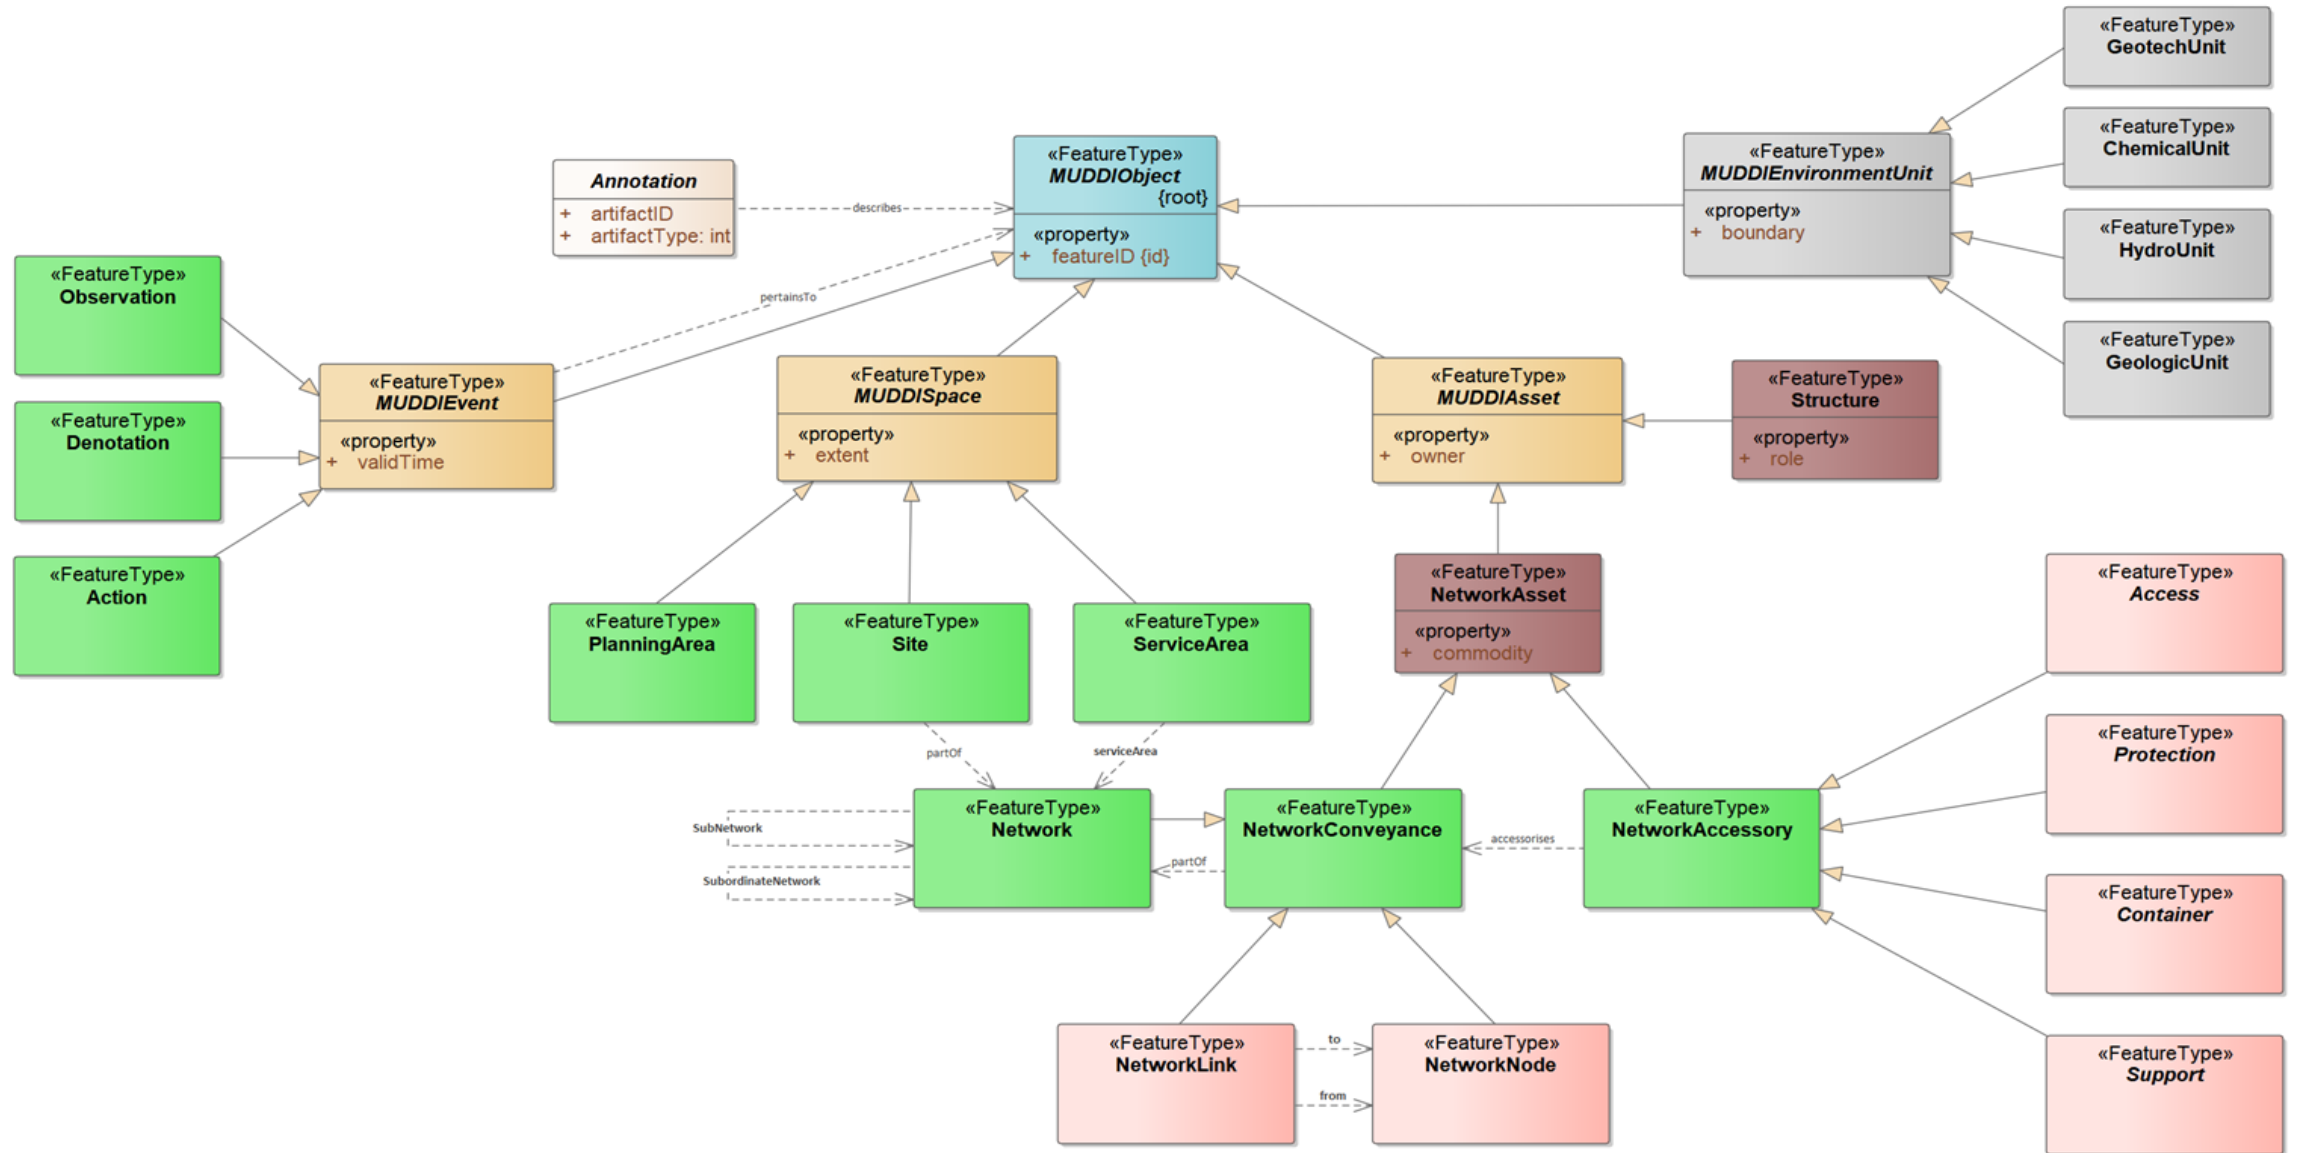 «FeatureType»
GeotechUnit
«FeatureType»
ChemicalUnit
«FeatureType»
MUDDIObject
{root}
«property»
+ featureID {id}
«FeatureType»
MUDDIEnvironmentUnit
«property»
+ boundary
Annotation
+ artifactID
+ artifactType: int
describes
«FeatureType»
HydroUnit
«FeatureType»
Observation
pertainsTo
«FeatureType»
GeologicUnit
«FeatureType»
MUDDIEvent
«property»
+ validTime
«FeatureType»
MUDDISpace
«property»
+ extent
«FeatureType»
MUDDIAsset
«property»
+ owner
«FeatureType»
Structure
«property»
+ role
«FeatureType»
Denotation
«FeatureType»
Action
«FeatureType»
PlanningArea
«FeatureType»
Site
«FeatureType»
ServiceArea
«FeatureType»
NetworkAsset
«property»
+ commodity
«FeatureType»
Access
«FeatureType»
Protection
partOf
serviceArea
«FeatureType»
Network
SubNetwork
SubordinateNetwork
«FeatureType»
NetworkConveyance
partOf
accessorises
«FeatureType»
NetworkAccessory
«FeatureType»
Container
«FeatureType»
NetworkLink
to
from
«FeatureType»
NetworkNode
«FeatureType»
Support